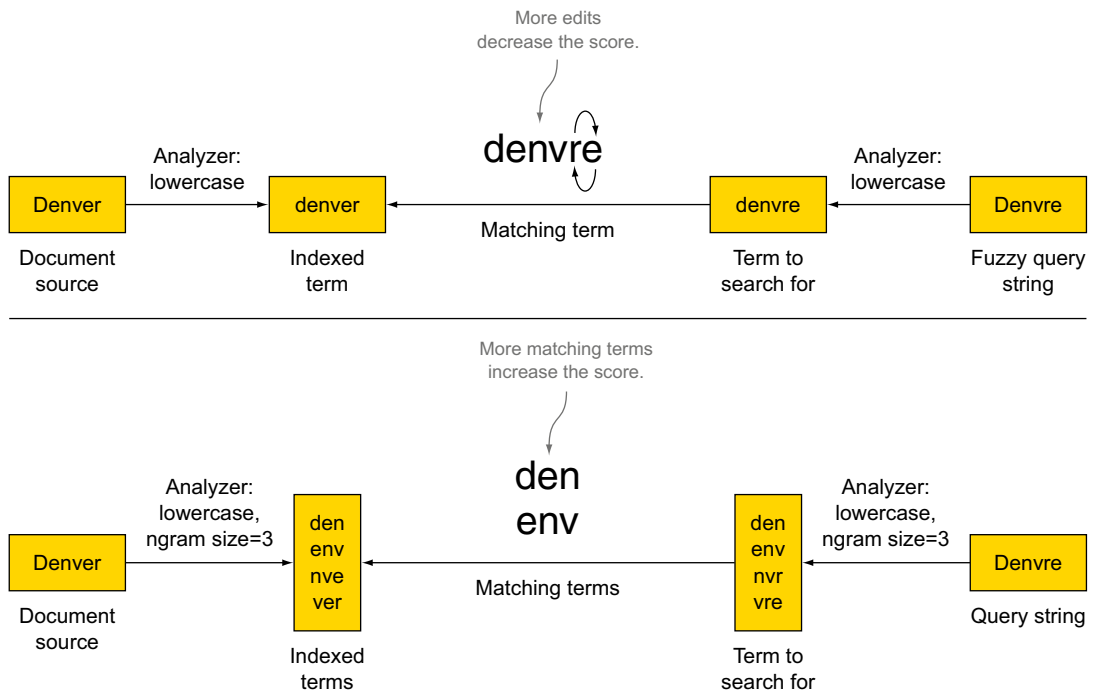 More edits
decrease the score.
denvre
Analyzer:
lowercase
Analyzer:
lowercase
Denver
denver
denvre
Denvre
Matching term
Document
source
Indexed
term
Term to
search for
Fuzzy query
string
More matching terms
increase the score.
den
env
Analyzer:
lowercase,
ngram size=3
Analyzer:
lowercase,
ngram size=3
Denver
den
env
nve
ver
den
env
nvr
vre
Denvre
Matching terms
Document
source
Indexed
terms
Term to
search for
Query string